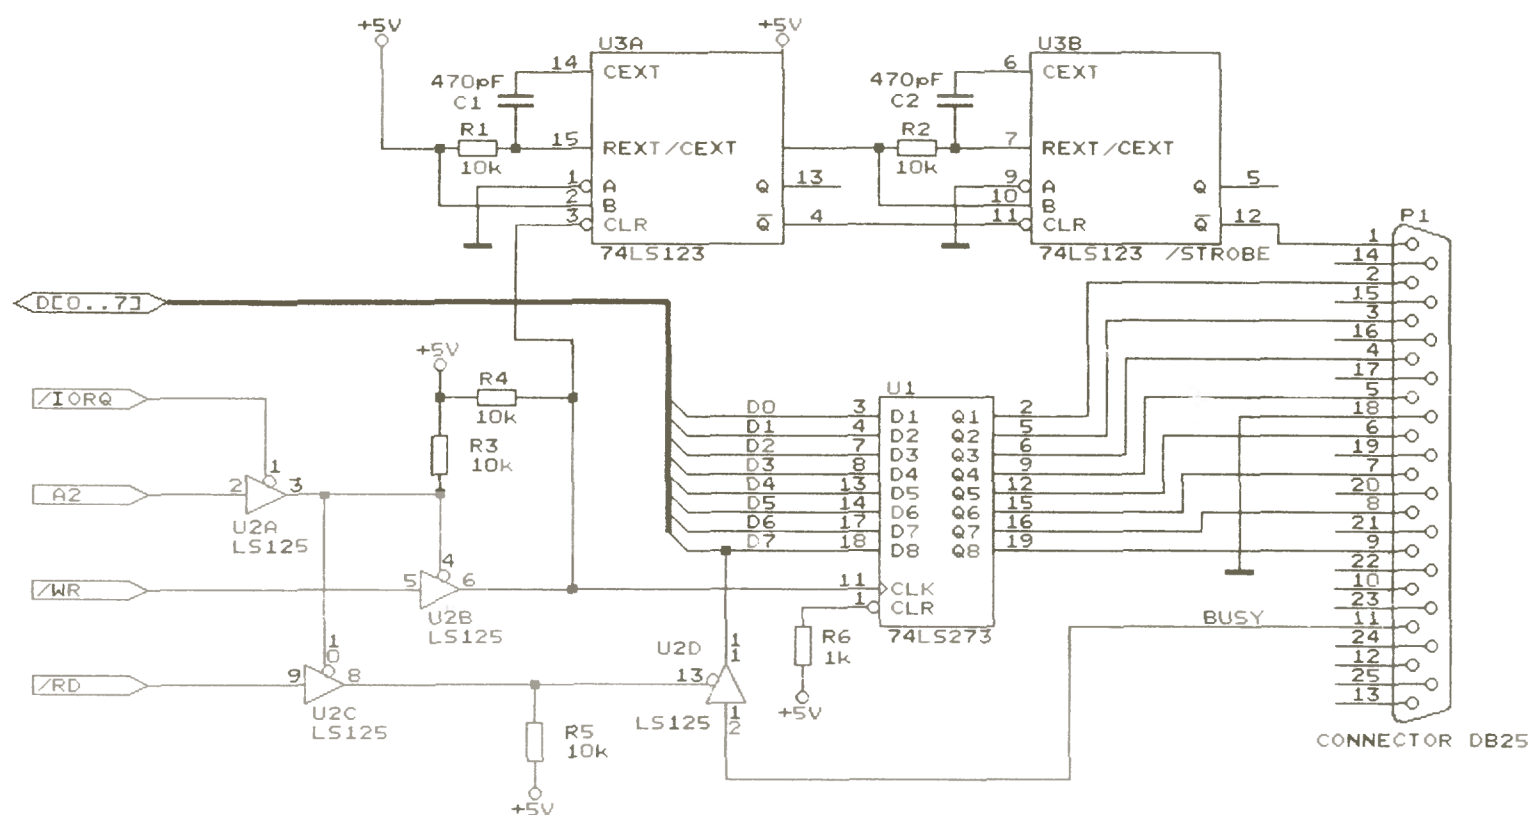 +5V
+5V
U3A
U3B
14
CEXT
6
CEXT
470pF
C1
470pF
C2
R1
10k
15
REXT/CEXT
R2
10k
7
REXT/CEXT
1
A
2
B
3
CLR
Q
13
Q
4
9
A
10
B
11
CLR
Q
5
Q
12
74LS123
74LS123
/STROBE
P1
1
14
2
15
3
16
4
17
5
18
6
19
7
20
8
21
9
22
10
23
11
24
12
25
13
CONNECTOR DB25
D[0..7]
+5V
R4
10k
R3
10k
/IORQ
A2
2
1
3
U2A
LS125
/WR
5
4
6
U2B
LS125
/RD
9
10
8
U2C
LS125
U1
D0 3 D1 Q1 2
D1 4 D2 Q2 5
D2 7 D3 Q3 6
D3 8 D4 Q4 9
D4 13 D5 Q5 12
D5 14 D6 Q6 15
D6 17 D7 Q7 16
D7 18 D8 Q8 19
11 CLK
1 CLR
74LS273
R6
1k
+5V
U2D
11
13
12
LS125
BUSY
R5
10k
+5V